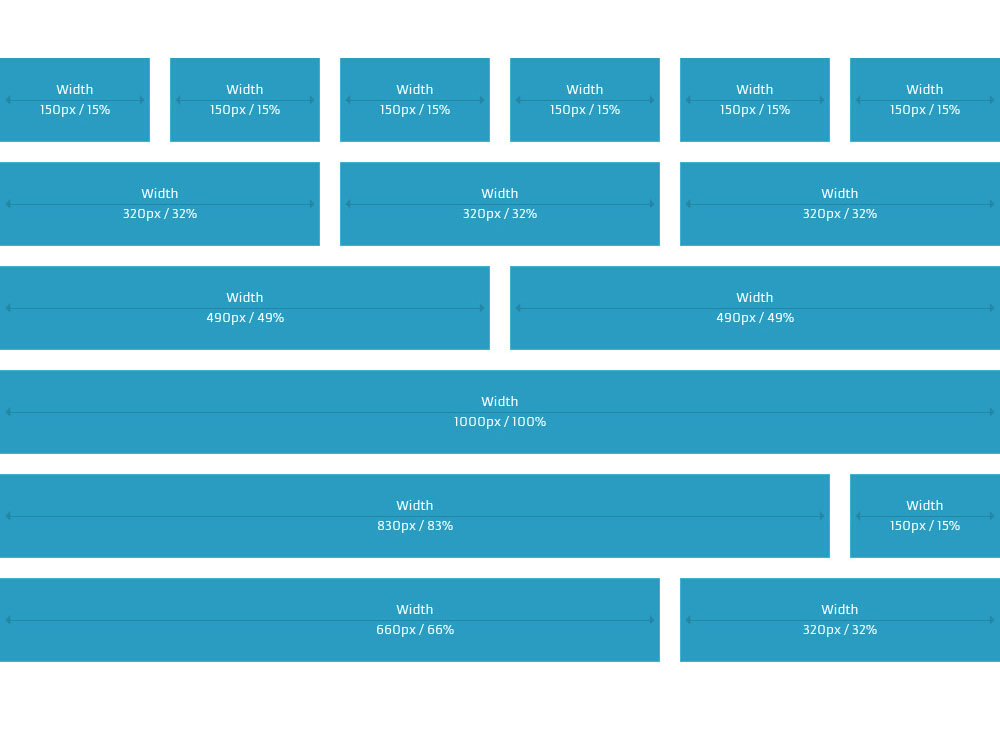 Width Width Width Width Width Width
150px / 15% 150px / 15% 150px / 15% 150px / 15% 150px / 15% 150px / 15%
Width Width Width
320px / 32% 320px / 32% 320px / 32%
Width Width
490px / 49% 490px / 49%
Width
1000px / 100%
Width Width
830px / 83% 150px / 15%
Width Width
660px / 66% 320px / 32%